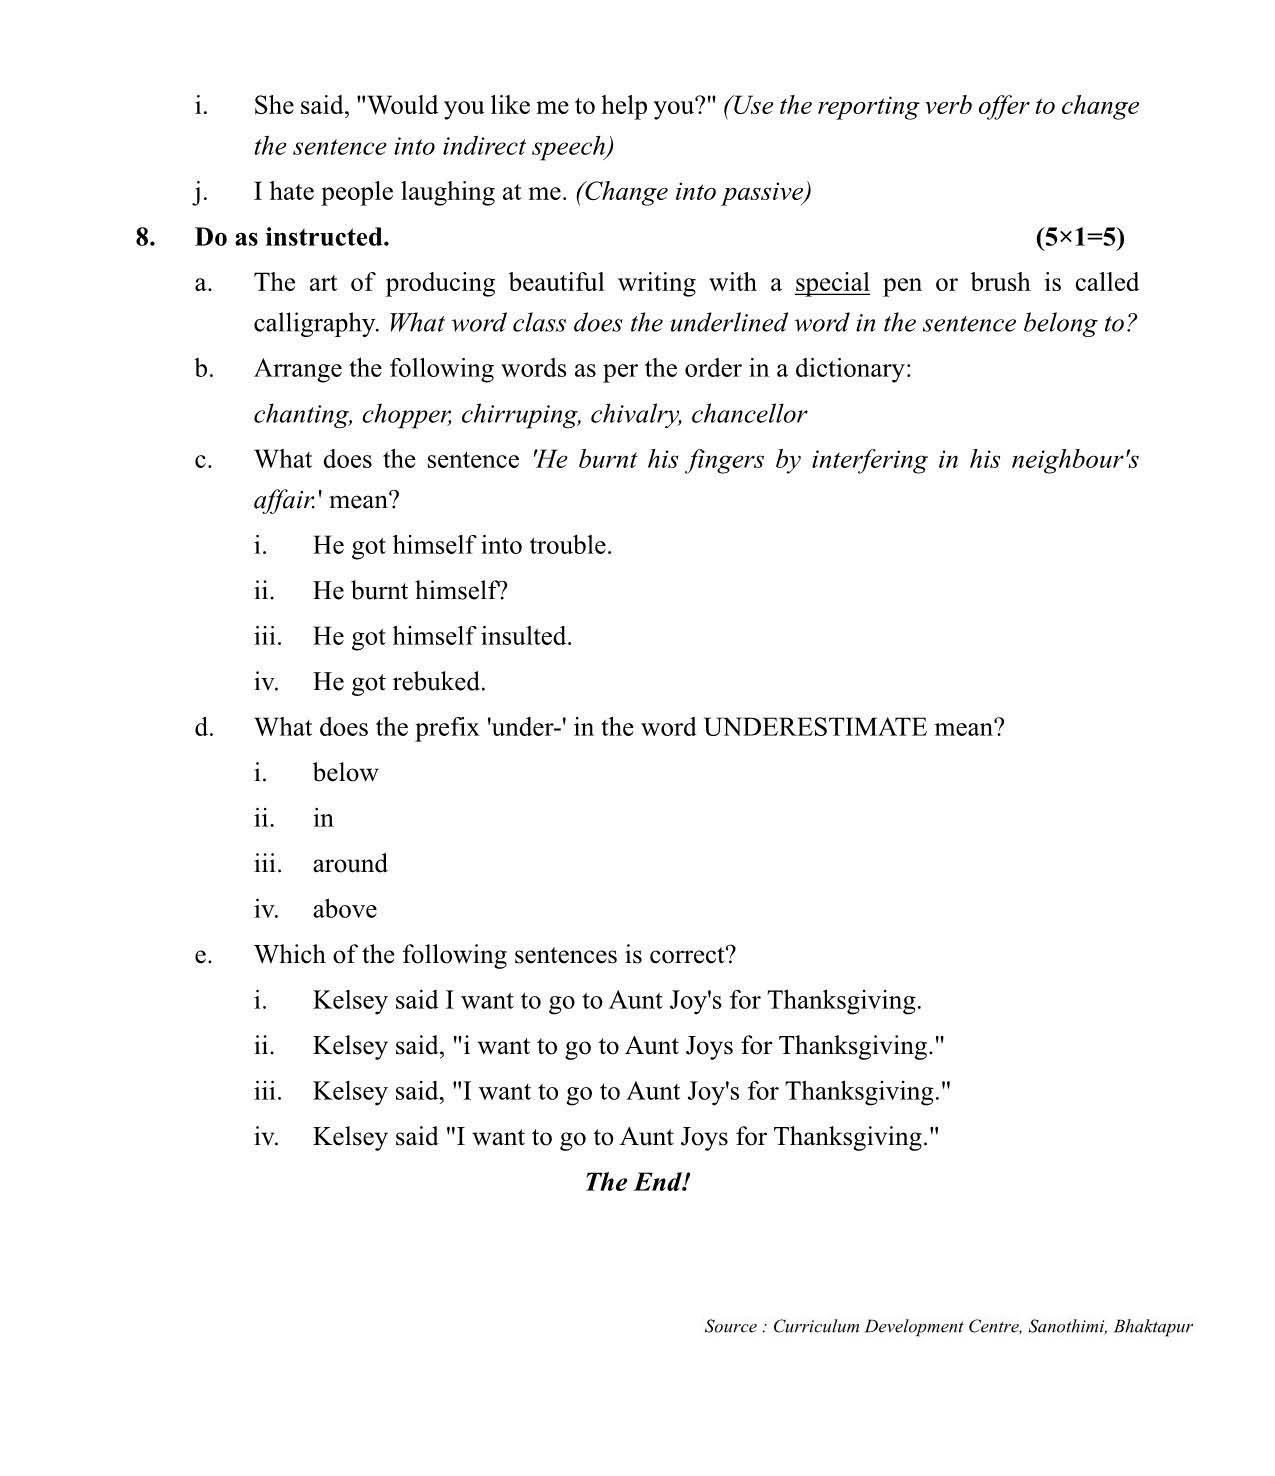 i. She said, "Would you like me to help you?" (Use the reporting verb offer to change
the sentence into indirect speech)
j. I hate people laughing at me. (Change into passive)
8. Do as instructed. (5×1=5)
a. The art of producing beautiful writing with a special pen or brush is called
calligraphy. What word class does the underlined word in the sentence belong to?
b. Arrange the following words as per the order in a dictionary:
chanting, chopper, chirruping, chivalry, chancellor
c. What does the sentence 'He burnt his fingers by interfering in his neighbour's
affair.' mean?
i. He got himself into trouble.
ii. He burnt himself?
iii. He got himself insulted.
iv. He got rebuked.
d. What does the prefix 'under-' in the word UNDERESTIMATE mean?
i. below
ii. in
iii. around
iv. above
e. Which of the following sentences is correct?
i. Kelsey said I want to go to Aunt Joy's for Thanksgiving.
ii. Kelsey said, "i want to go to Aunt Joys for Thanksgiving."
iii. Kelsey said, "I want to go to Aunt Joy's for Thanksgiving."
iv. Kelsey said "I want to go to Aunt Joys for Thanksgiving."
The End!
Source : Curriculum Development Centre, Sanothimi, Bhaktapur